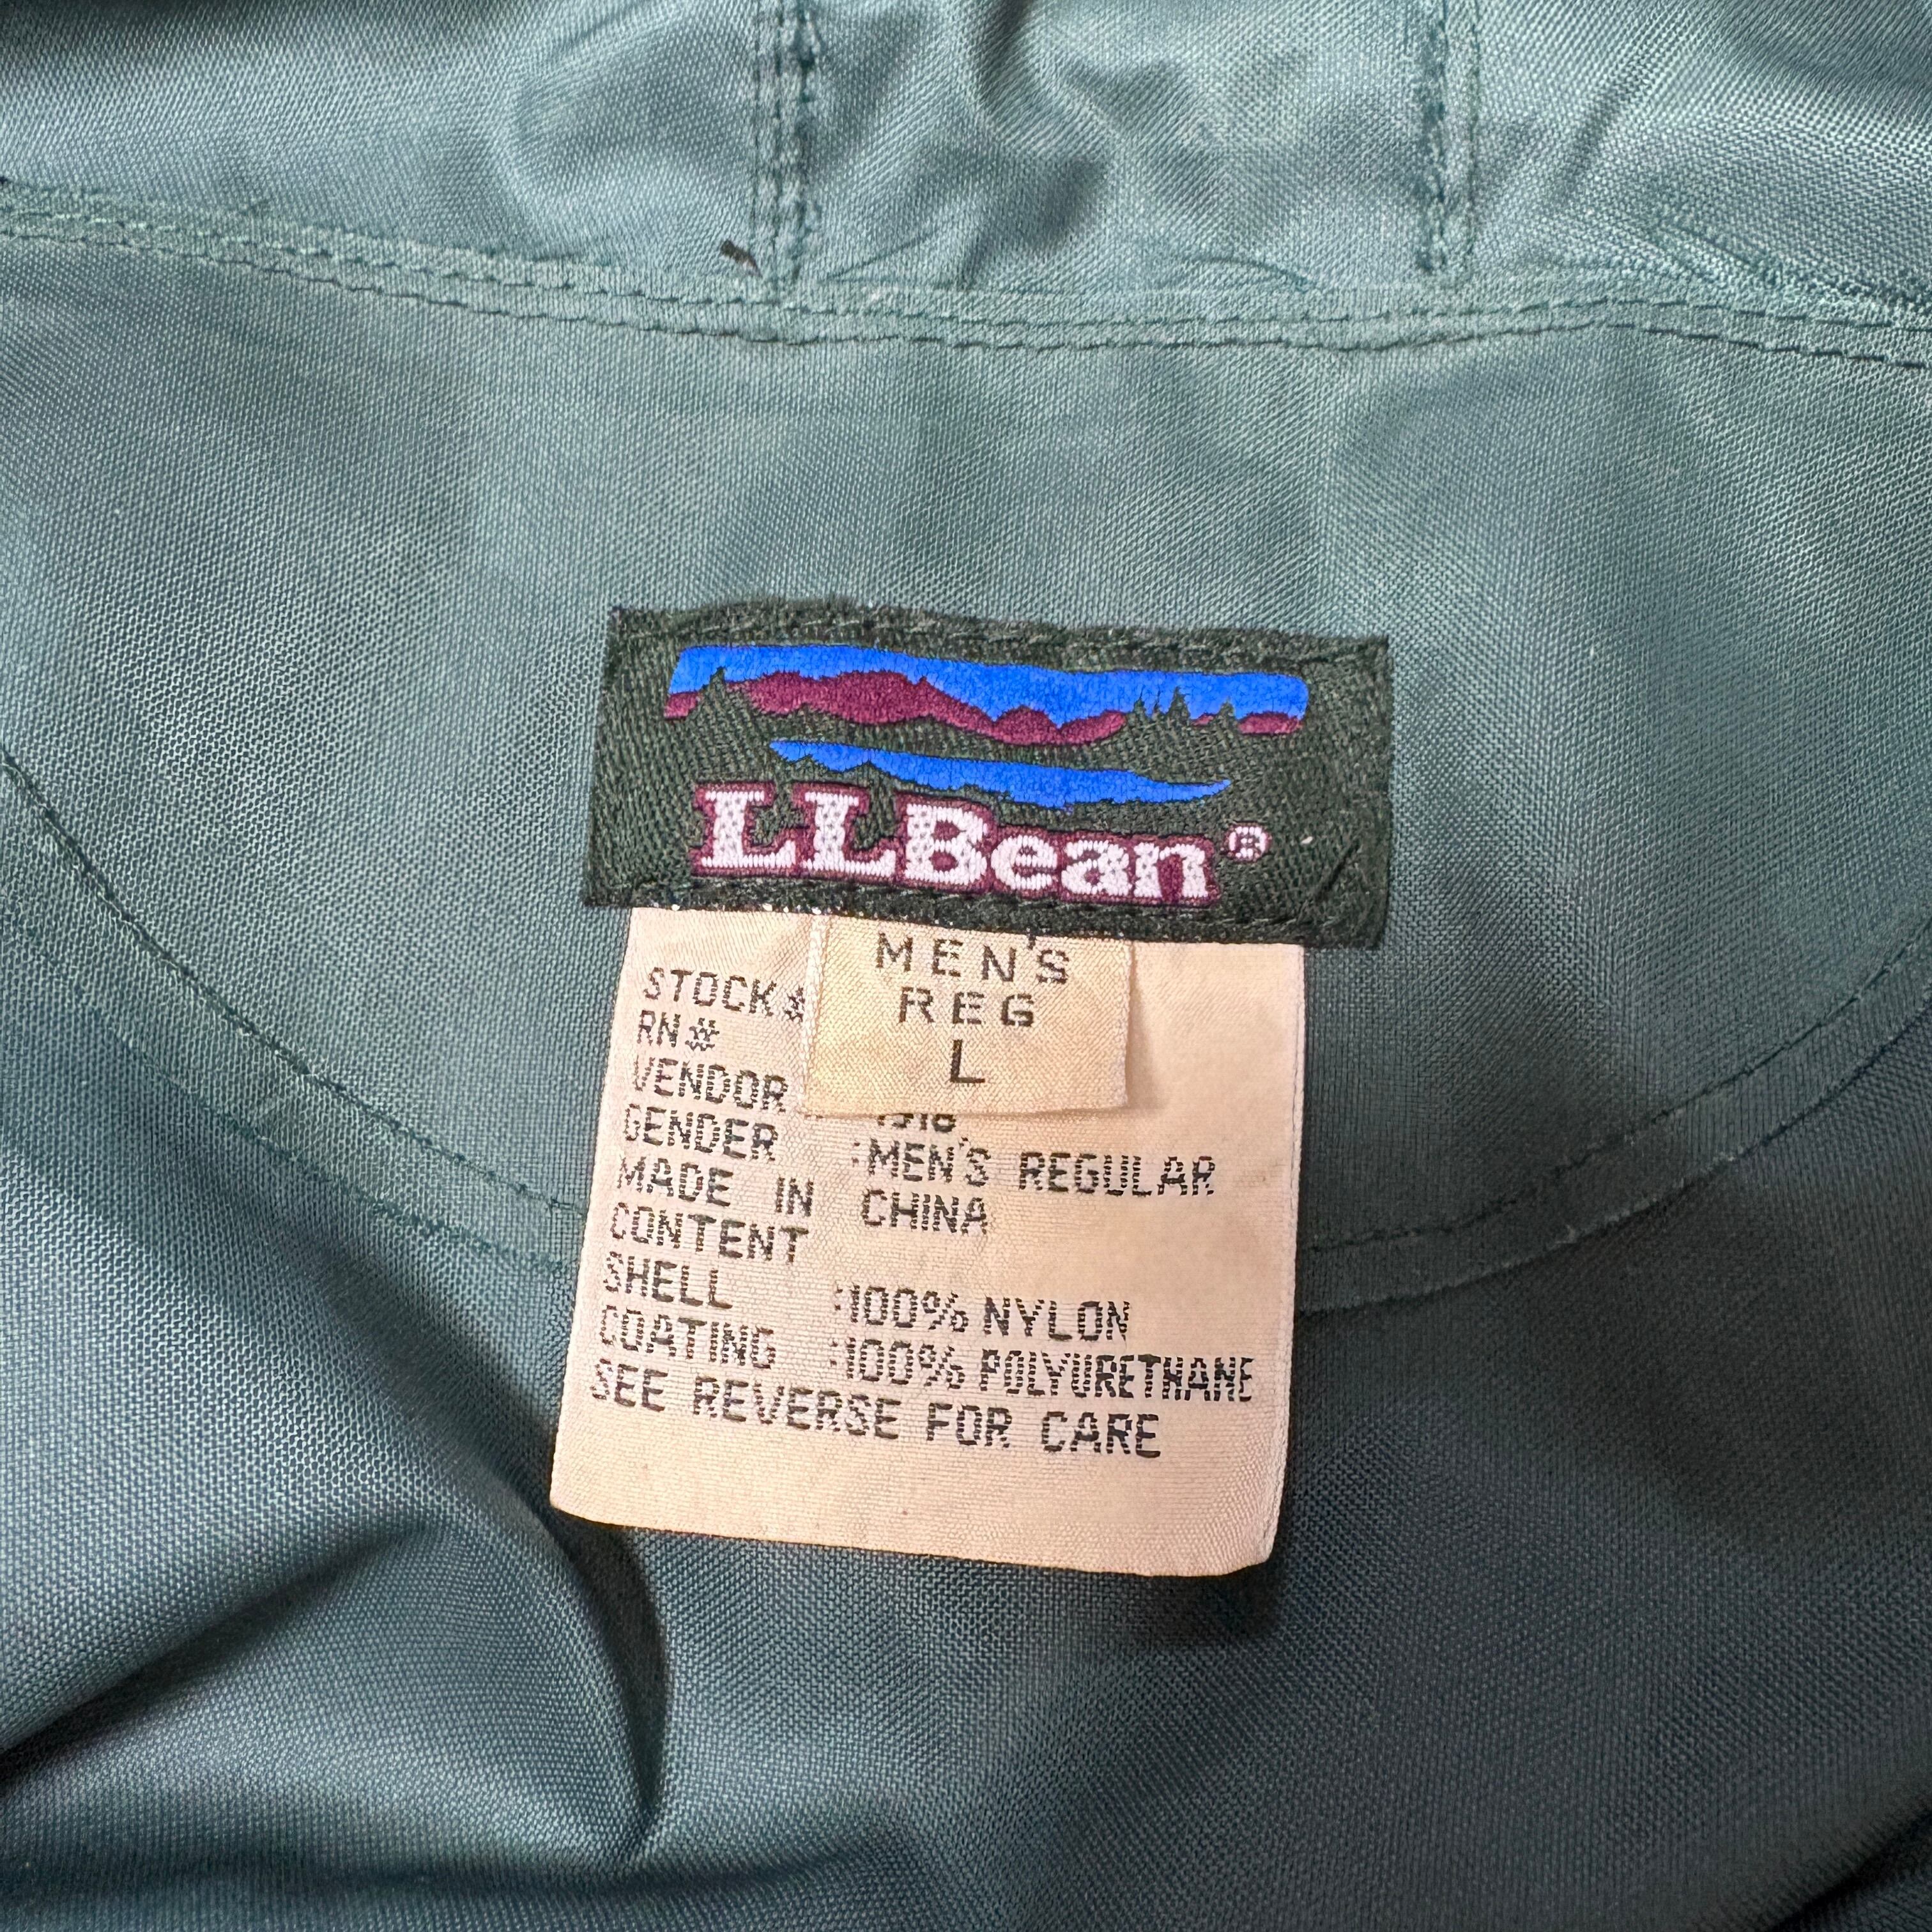 LLBean®
MEN'S
REG
L
STOCK#
RN#
VENDOR
GENDER :MEN'S REGULAR
MADE IN CHINA
CONTENT
SHELL :100% NYLON
COATING :100% POLYURETHANE
SEE REVERSE FOR CARE